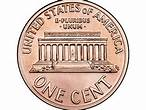 UNITED STATES OF AMERICA
E·PLURIBUS
UNUM
ONE CENT